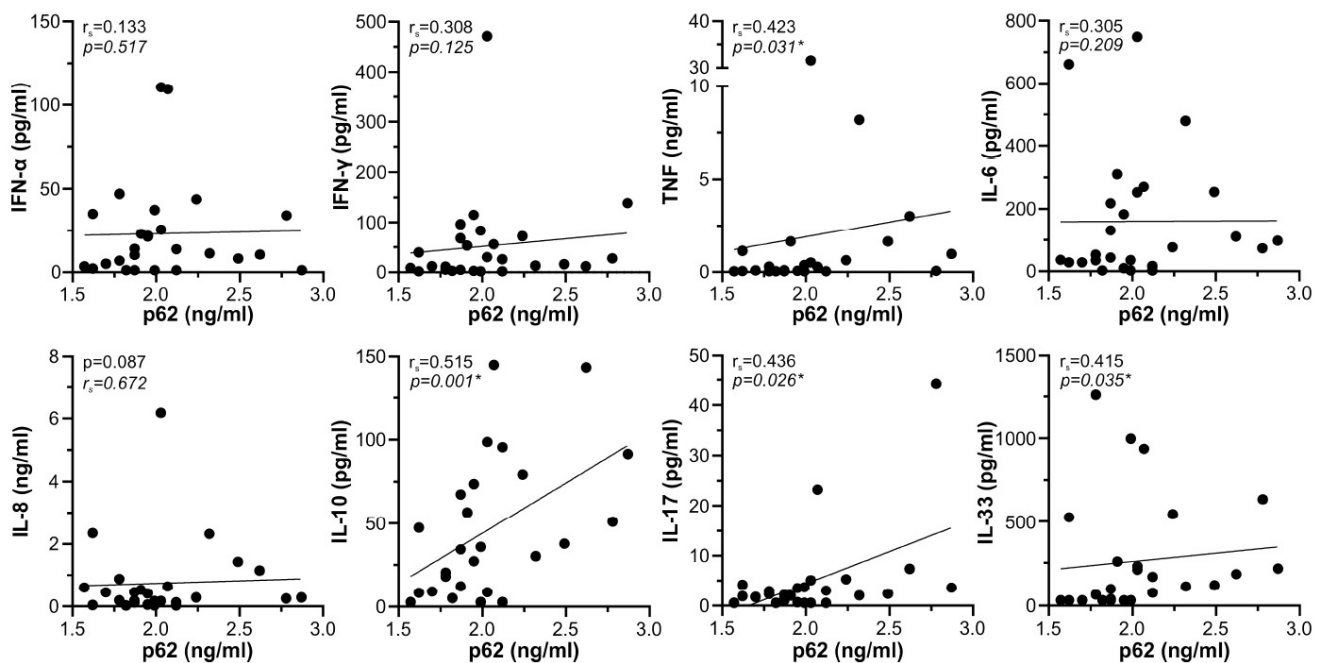 IFN-α (pg/ml)
150
100
50
0
r_s=0.133
p=0.517
1.5 2.0 2.5 3.0
p62 (ng/ml)
IFN-γ (pg/ml)
500
400
300
200
150
100
50
0
r_s=0.308
p=0.125
1.5 2.0 2.5 3.0
p62 (ng/ml)
TNF (ng/ml)
40
35
30
10
5
0
r_s=0.423
p=0.031*
1.5 2.0 2.5 3.0
p62 (ng/ml)
IL-6 (pg/ml)
800
600
400
200
0
r_s=0.305
p=0.209
1.5 2.0 2.5 3.0
p62 (ng/ml)
IL-8 (ng/ml)
8
6
4
2
0
p=0.087
r_s=0.672
1.5 2.0 2.5 3.0
p62 (ng/ml)
IL-10 (pg/ml)
150
100
50
0
r_s=0.515
p=0.001*
1.5 2.0 2.5 3.0
p62 (ng/ml)
IL-17 (pg/ml)
50
40
30
20
10
5
0
r_s=0.436
p=0.026*
1.5 2.0 2.5 3.0
p62 (ng/ml)
IL-33 (pg/ml)
1500
1000
500
0
r_s=0.415
p=0.035*
1.5 2.0 2.5 3.0
p62 (ng/ml)